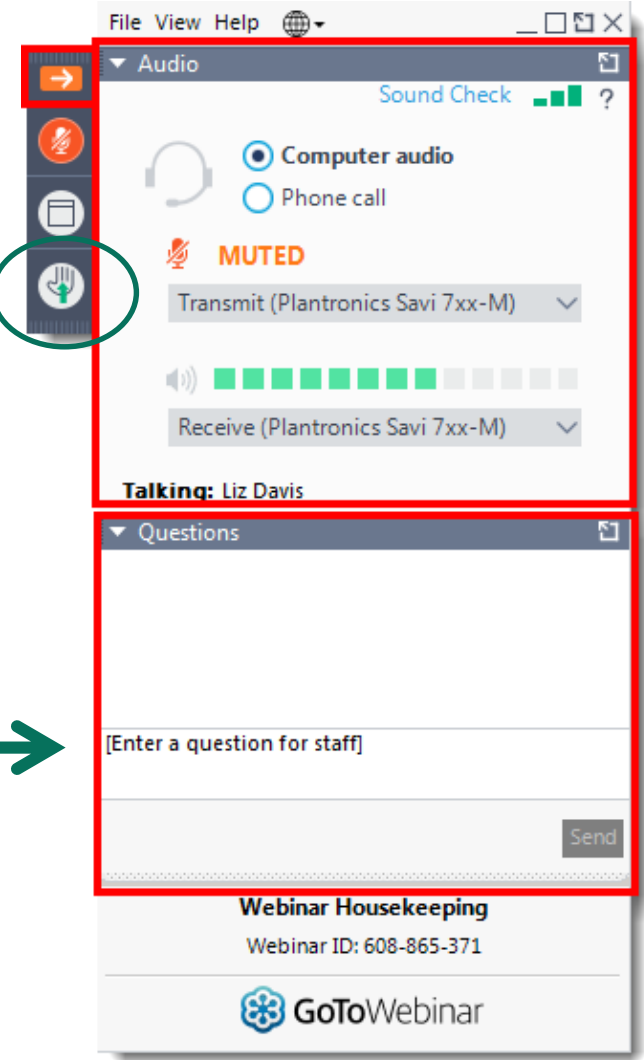 File View Help
Audio
Sound Check ?
Computer audio
Phone call
MUTED
Transmit (Plantronics Savi 7xx-M)
Receive (Plantronics Savi 7xx-M)
Talking: Liz Davis
Questions
[Enter a question for staff]
Send
Webinar Housekeeping
Webinar ID: 608-865-371
GoToWebinar